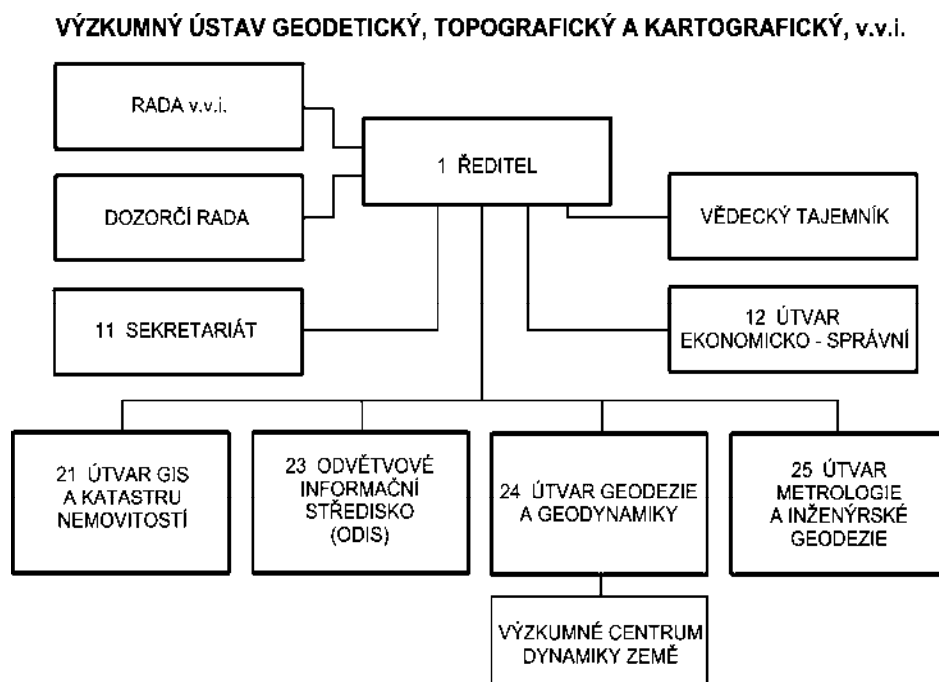 VÝZKUMNÝ ÚSTAV GEODETICKÝ, TOPOGRAFICKÝ A KARTOGRAFICKÝ, v.v.i.
RADA v.v.i.
1 ŘEDITEL
DOZORČÍ RADA
VĚDECKÝ TAJEMNÍK
11 SEKRETARIÁT
12 ÚTVAR
EKONOMICKO - SPRÁVNÍ
21 ÚTVAR GIS
A KATASTRU
NEMOVITOSTÍ
23 ODVĚTVOVÉ
INFORMAČNÍ
STŘEDISKO
(ODIS)
24 ÚTVAR GEODEZIE
A GEODYNAMIKY
25 ÚTVAR
METROLOGIE
A INŽENÝRSKÉ
GEODEZIE
VÝZKUMNÉ CENTRUM
DYNAMIKY ZEMĚ